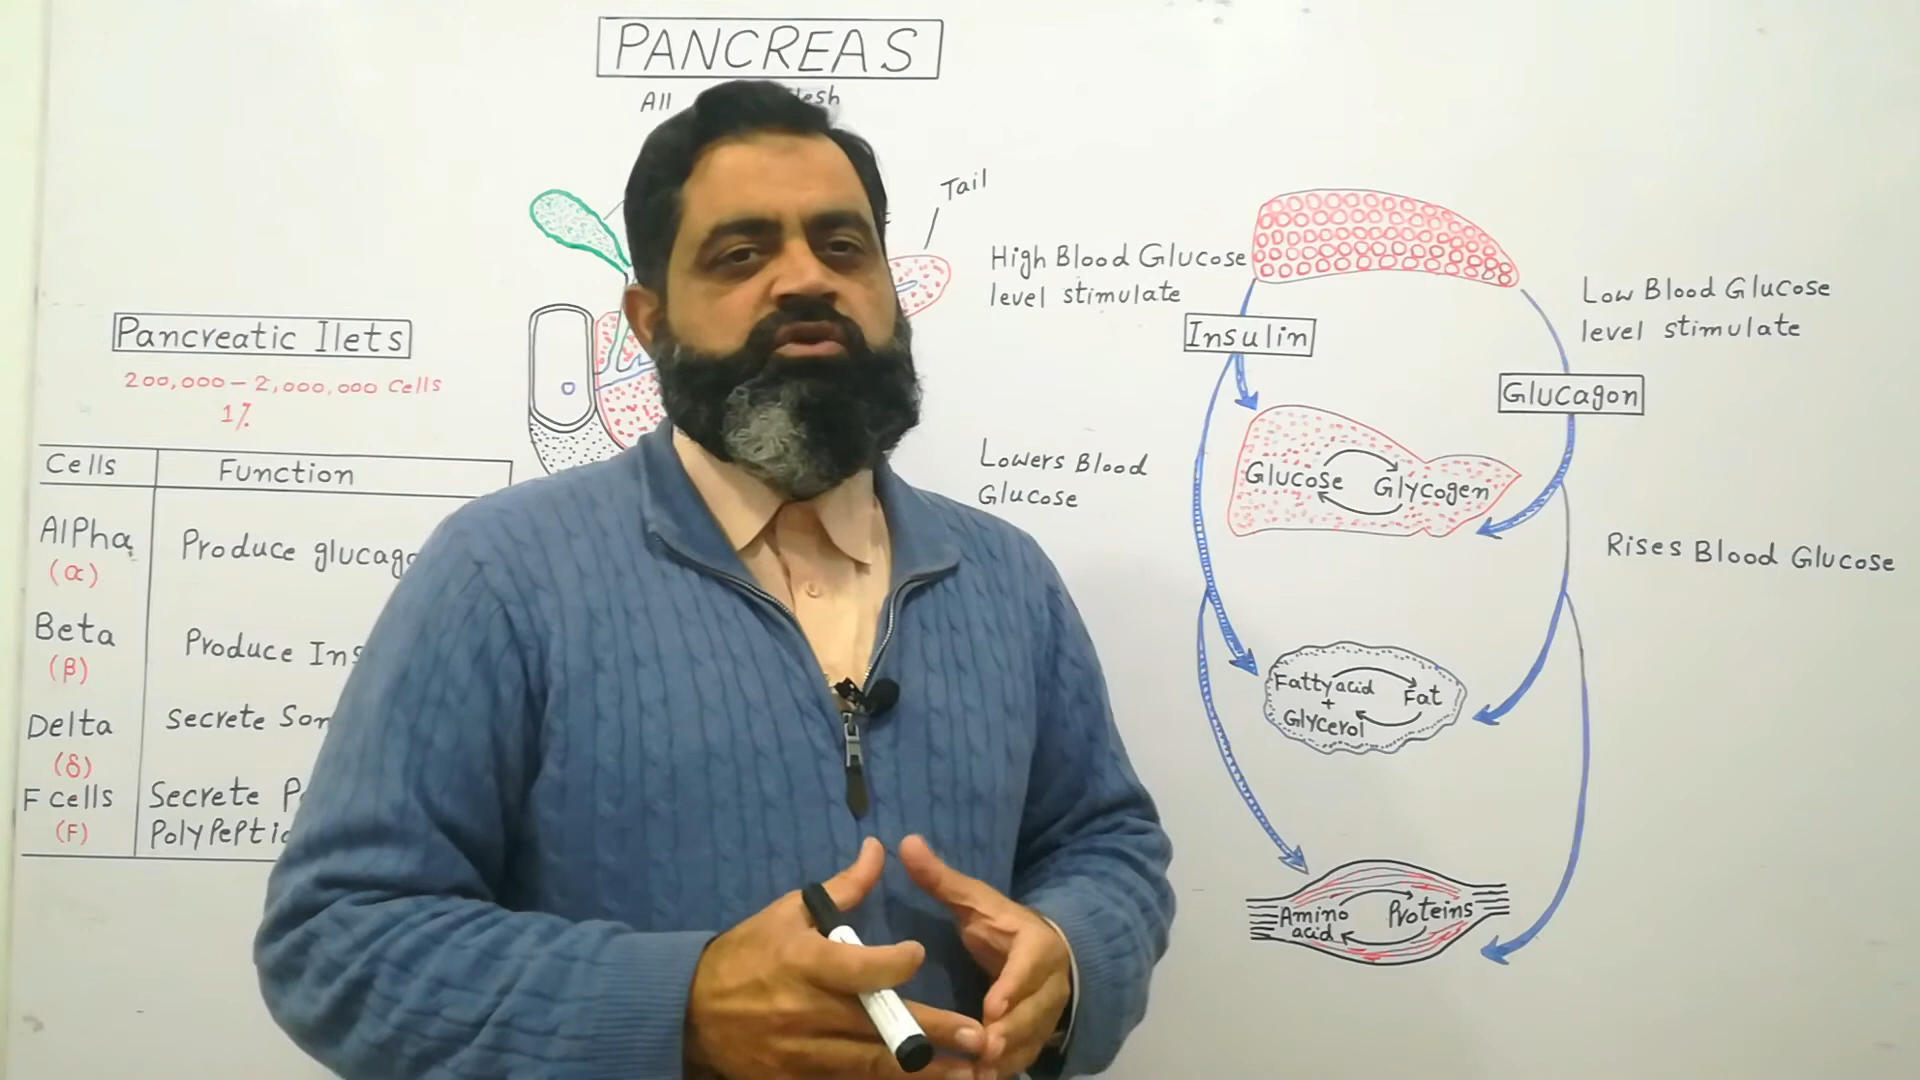 PANCREAS
All
Tail
Pancreatic Ilets
200,000 - 2,000,000 Cells
1%
Cells Function
Alpha
(α)
Produce
Beta
(β)
Produce
Delta
(δ)
Secrete
F cells
(F)
Secrete
High Blood Glucose
level stimulate
Insulin
Low Blood Glucose
level stimulate
Glucagon
Lowers Blood
Glucose
Glucose Glycogen
Rises Blood Glucose
Fatty acid
+
Glycerol
Fat
Amino
acid
Proteins